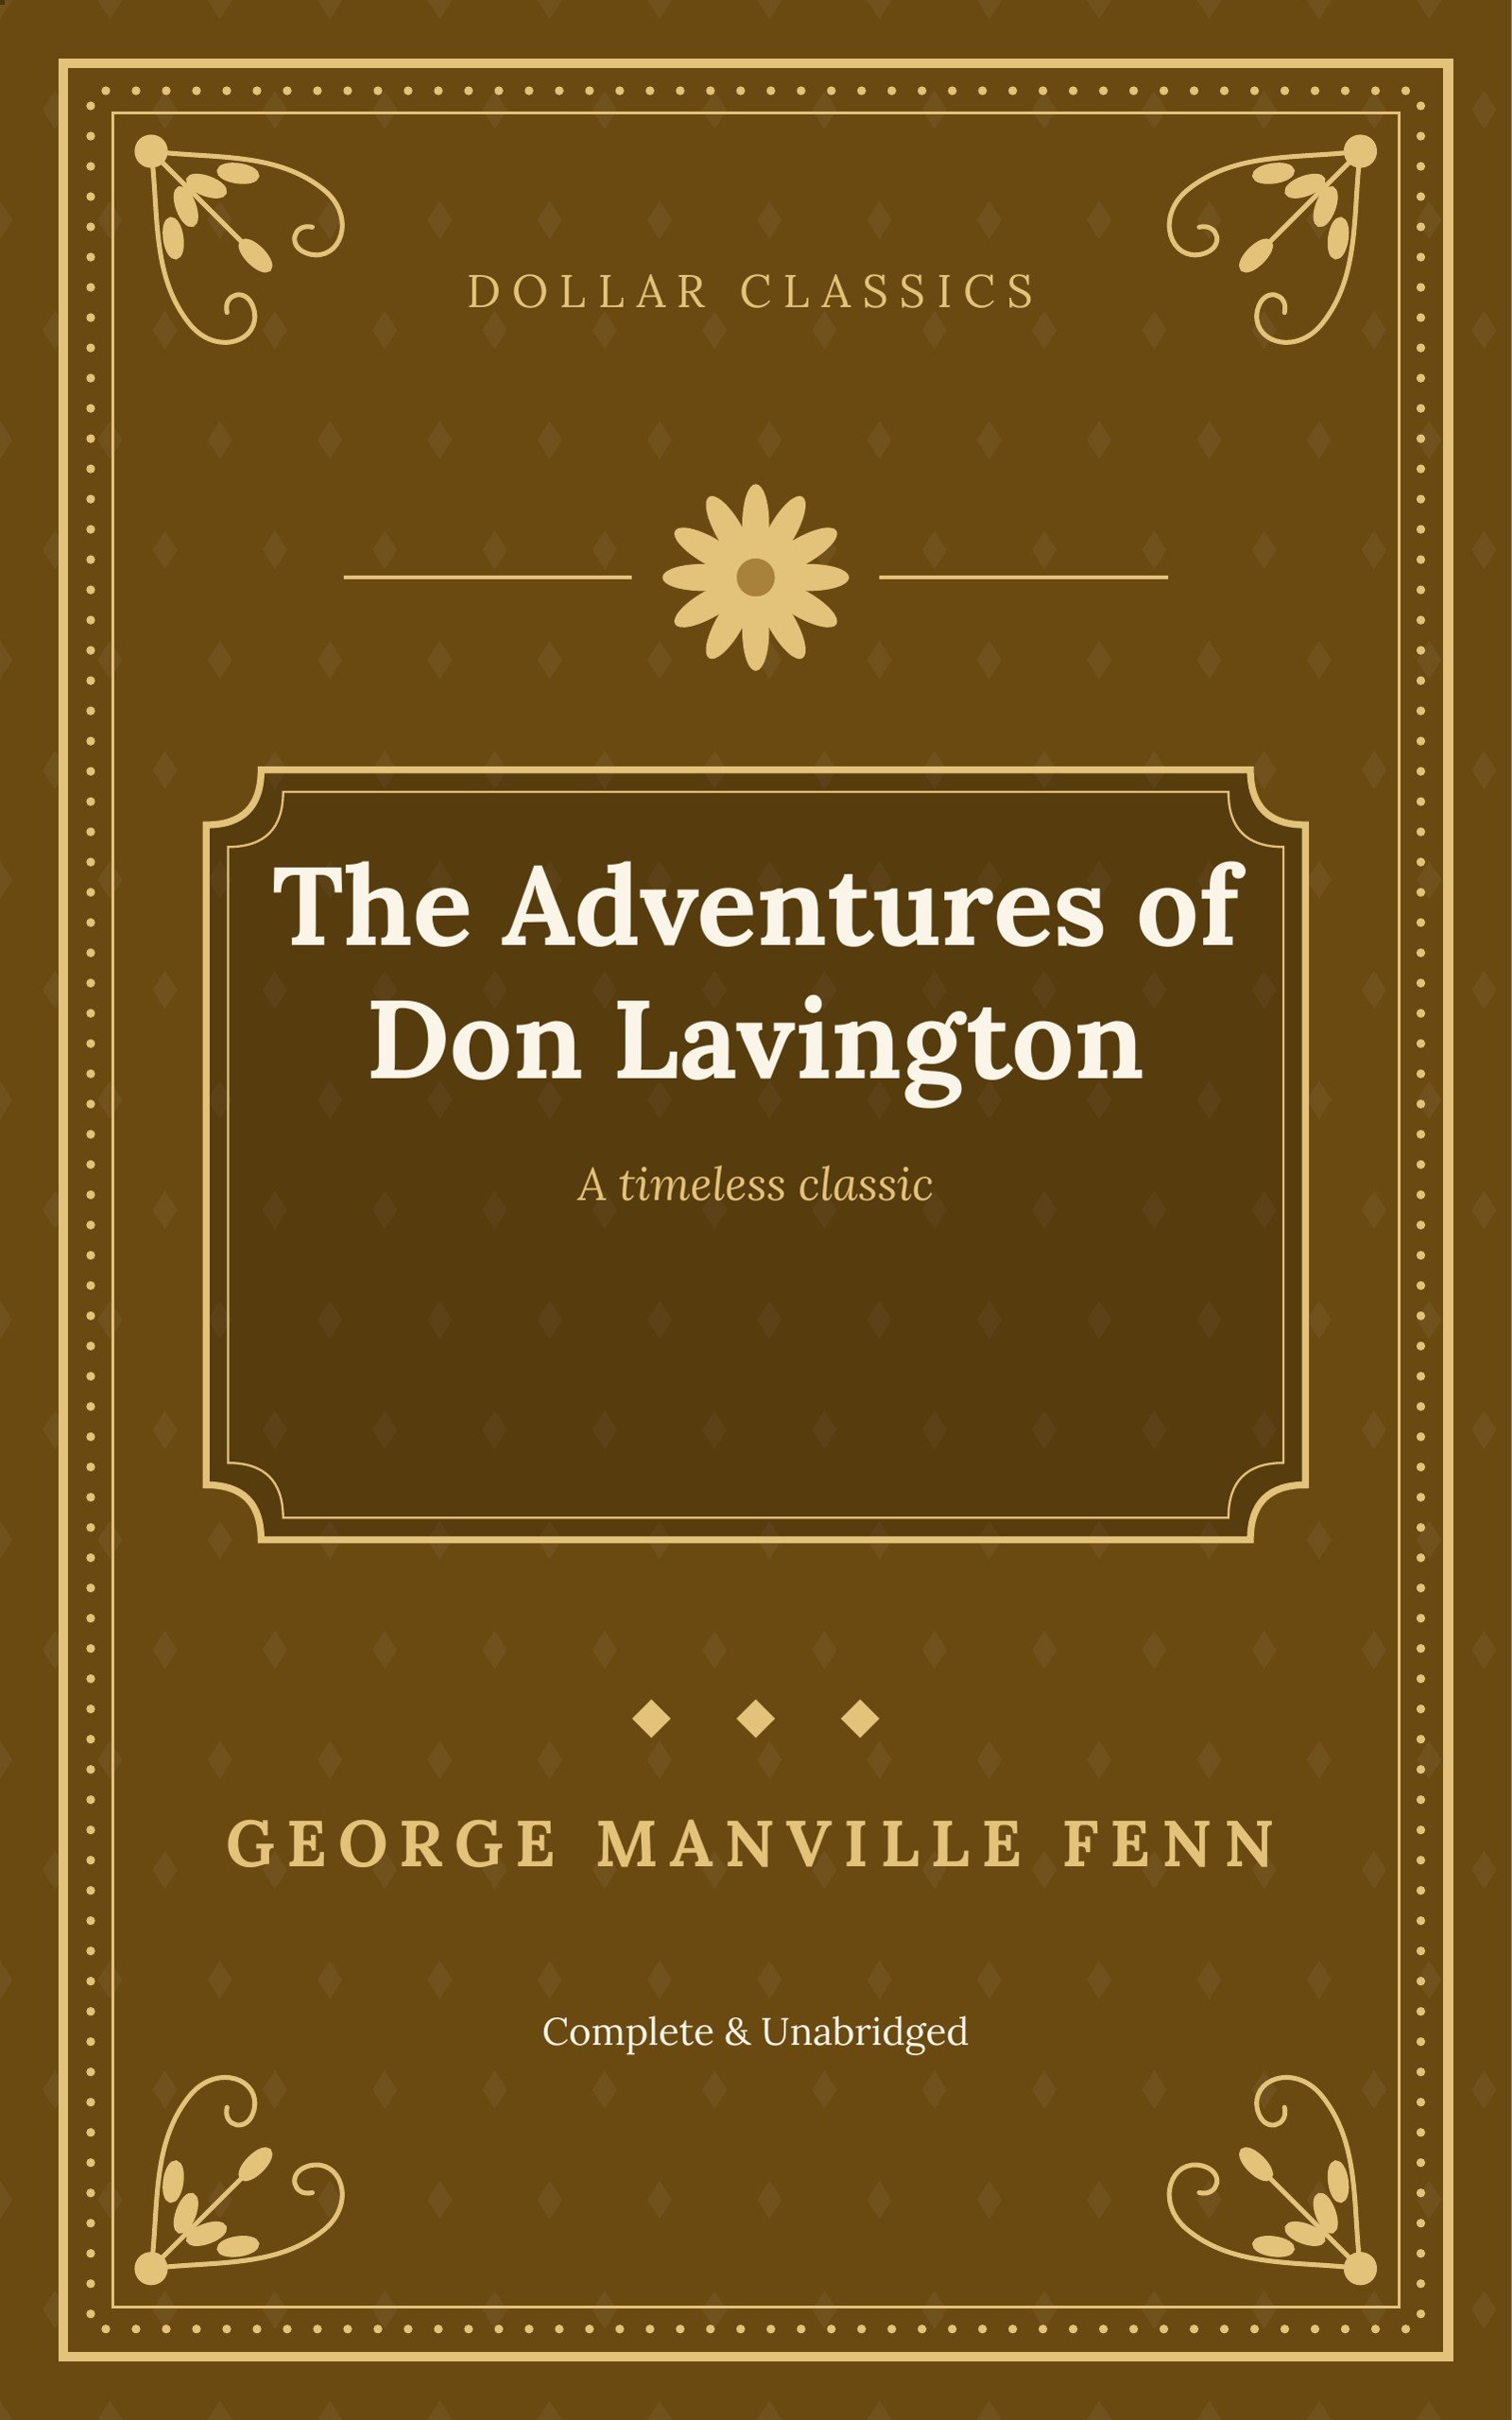 DOLLAR CLASSICS
The Adventures of
Don Lavington
A timeless classic
GEORGE MANVILLE FENN
Complete & Unabridged